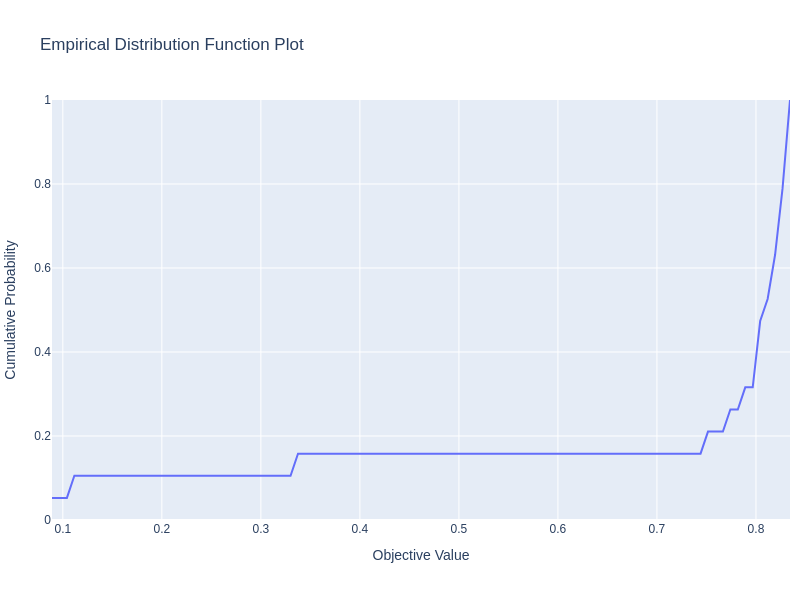 Empirical Distribution Function Plot
1
0.8
0.6
0.4
0.2
0
Cumulative Probability
0.1 0.2 0.3 0.4 0.5 0.6 0.7 0.8
Objective Value